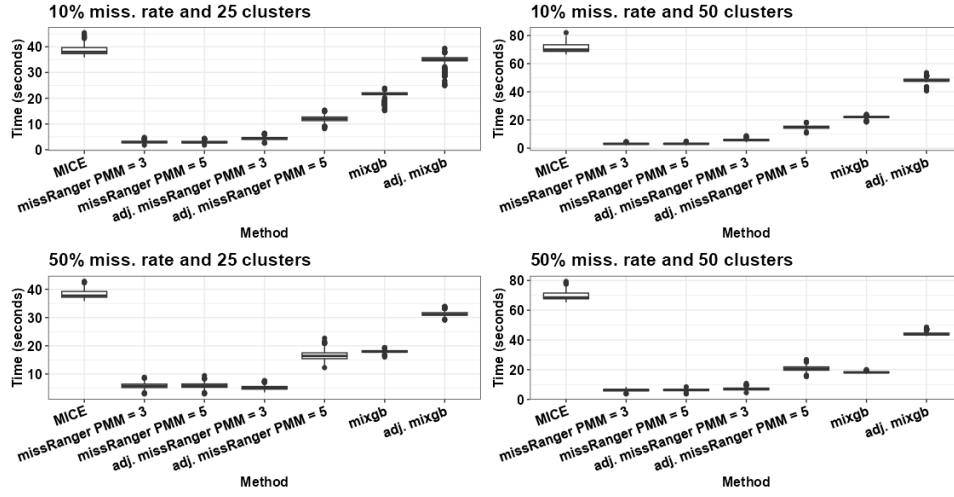 10% miss. rate and 25 clusters
Time (seconds)
40
30
20
10
0
MICE
missRanger PMM = 3
missRanger PMM = 5
adj. missRanger PMM = 3
adj. missRanger PMM = 5
mixgb
adj. mixgb
Method
10% miss. rate and 50 clusters
Time (seconds)
80
60
40
20
0
MICE
missRanger PMM = 3
missRanger PMM = 5
adj. missRanger PMM = 3
adj. missRanger PMM = 5
mixgb
adj. mixgb
Method
50% miss. rate and 25 clusters
Time (seconds)
40
30
20
10
MICE
missRanger PMM = 3
missRanger PMM = 5
adj. missRanger PMM = 3
adj. missRanger PMM = 5
mixgb
adj. mixgb
Method
50% miss. rate and 50 clusters
Time (seconds)
80
60
40
20
0
MICE
missRanger PMM = 3
missRanger PMM = 5
adj. missRanger PMM = 3
adj. missRanger PMM = 5
mixgb
adj. mixgb
Method